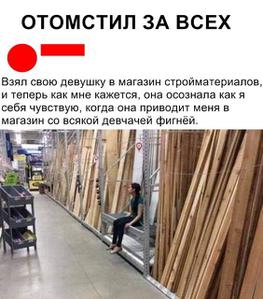 ОТОМСТИЛ ЗА ВСЕХ
Взял свою девушку в магазин стройматериалов,
и теперь как мне кажется, она осознала как я
себя чувствую, когда она приводит меня в
магазин со всякой девчачей фигнёй.